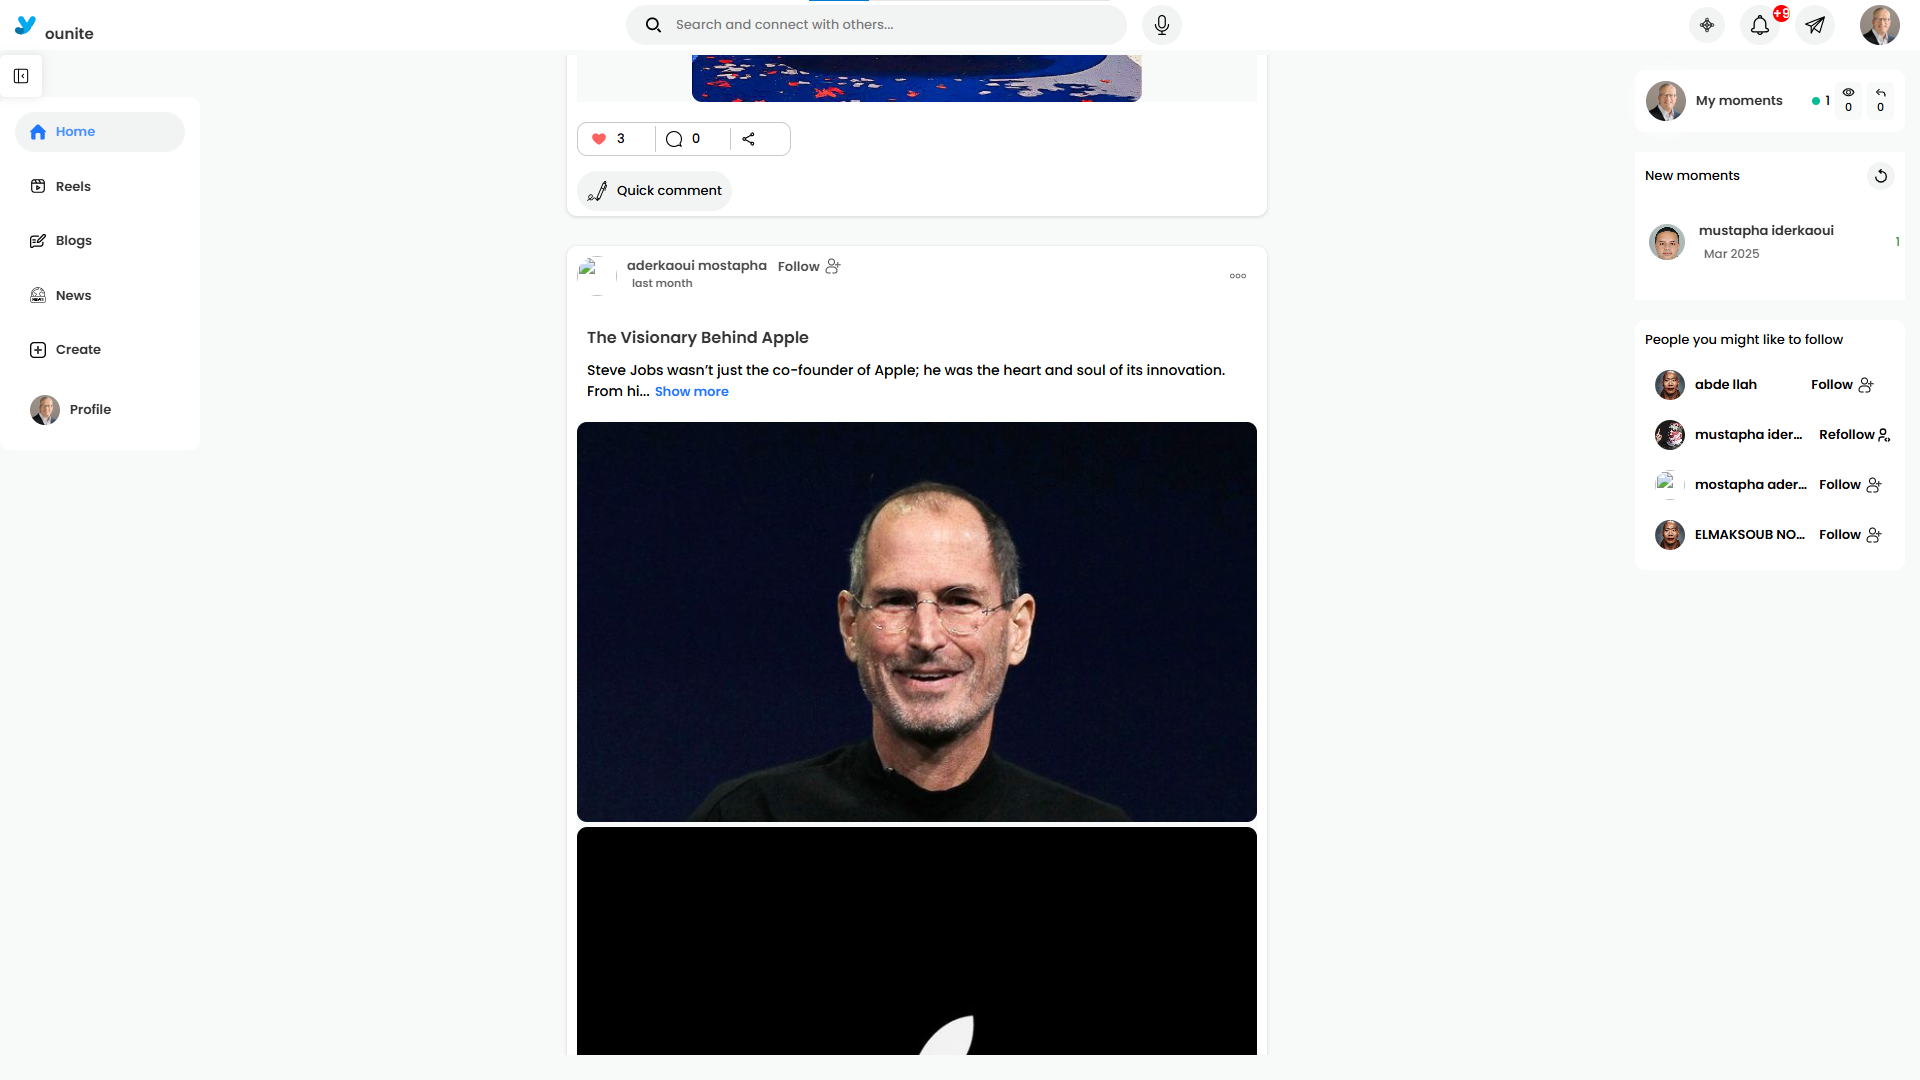 ounite
Search and connect with others...
+9
Home
Reels
Blogs
News
Create
Profile
3
0
Quick comment
aderkaoui mostapha
Follow
last month
The Visionary Behind Apple
Steve Jobs wasn’t just the co-founder of Apple; he was the heart and soul of its innovation.
From hi... Show more
My moments
1
0
0
New moments
mustapha iderkaoui
Mar 2025
1
People you might like to follow
abde llah
Follow
mustapha ider...
Refollow
mostapha ader...
Follow
ELMAKSOUB NO...
Follow